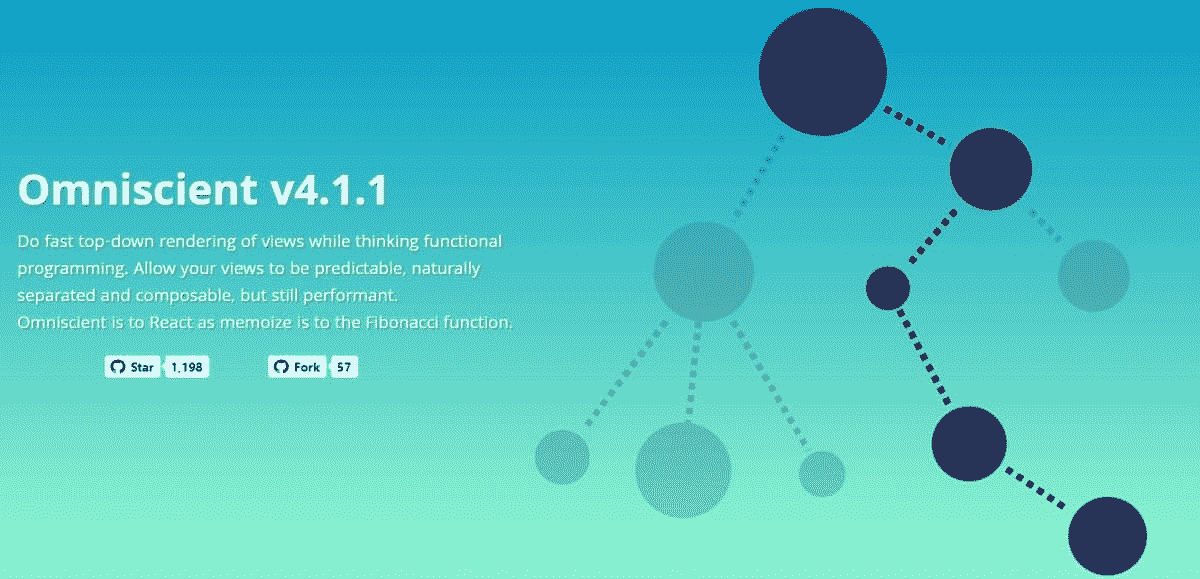 Omniscient v4.1.1
Do fast top-down rendering of views while thinking functional
programming. Allow your views to be predictable, naturally
separated and composable, but still performant.
Omniscient is to React as memoize is to the Fibonacci function.
Star 1,198 Fork 57